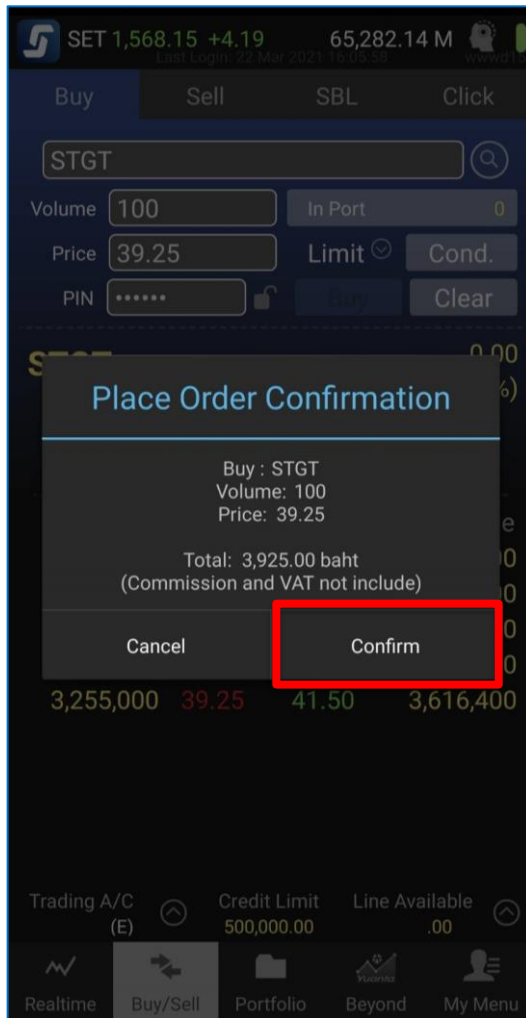 SET 1,568.15 +4.19 65,282.14 M
Last Login: 22 Mar 2021 16:05:58
Buy Sell SBL Click
STGT
Volume 100 In Port 0
Price 39.25 Limit Cond.
PIN •••••• Buy Clear
0.00
Place Order Confirmation
Buy : STGT
Volume: 100
Price: 39.25
Total: 3,925.00 baht
(Commission and VAT not include)
Cancel Confirm
3,255,000 39.25 41.50 3,616,400
Trading A/C Credit Limit Line Available
(E) 500,000.00 .00
Realtime Buy/Sell Portfolio Beyond My Menu